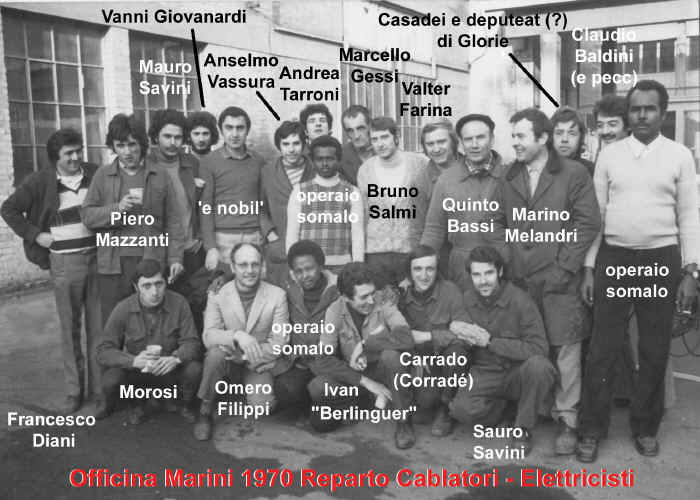 Vanni Giovanardi
Casadei e deputeat (?)
di Glorie
Claudio
Baldini
(e pecc)
Mauro
Savini
Anselmo
Vassura
Andrea
Tarroni
Marcello
Gessi
Valter
Farina
Piero
Mazzanti
'e nobil'
operaio
somalo
Bruno
Salmi
Quinto
Bassi
Marino
Melandri
operaio
somalo
Francesco
Diani
Morosi
Omero
Filippi
operaio
somalo
Ivan
"Berlinguer"
Carrado
(Corradé)
Sauro
Savini
Officina Marini 1970 Reparto Cablatori - Elettricisti